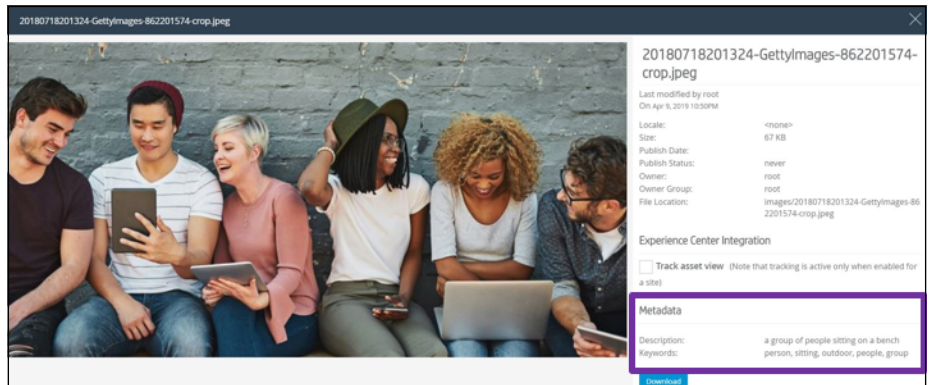 20180718201324-GettyImages-862201574-crop.jpeg
20180718201324-GettyImages-862201574-
crop.jpeg
Last modified by root
On Apr 9, 2019 10:50PM
Locale: <none>
Size: 67 KB
Publish Date:
Publish Status: never
Owner: root
Owner Group: root
File Location: images/20180718201324-GettyImages-86
2201574-crop.jpeg
Experience Center Integration
Track asset view (Note that tracking is active only when enabled for
a site)
Metadata
Description: a group of people sitting on a bench
Keywords: person, sitting, outdoor, people, group
Download